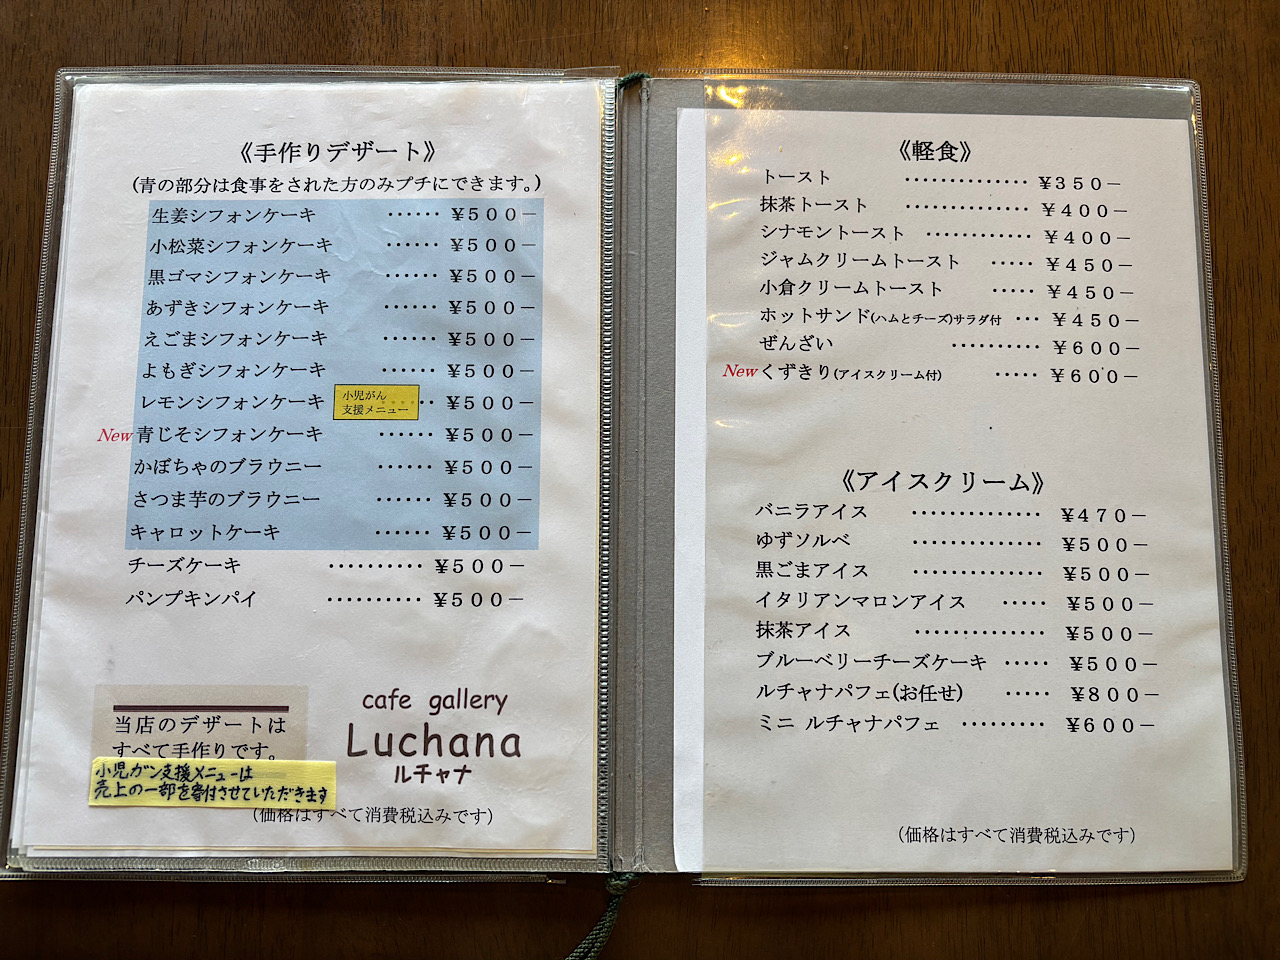 《手作りデザート》
(青の部分は食事をされた方のみプチにできます。)
生姜シフォンケーキ ‥‥‥ ¥５００−
小松菜シフォンケーキ ‥‥‥ ¥５００−
黒ゴマシフォンケーキ ‥‥‥ ¥５００−
あずきシフォンケーキ ‥‥‥ ¥５００−
えごまシフォンケーキ ‥‥‥ ¥５００−
よもぎシフォンケーキ ‥‥‥ ¥５００−
レモンシフォンケーキ ‥ ¥５００−
小児がん
支援メニュー
New 青じそシフォンケーキ ‥‥‥ ¥５００−
かぼちゃのブラウニー ‥‥‥ ¥５００−
さつま芋のブラウニー ‥‥‥ ¥５００−
キャロットケーキ ‥‥‥ ¥５００−
チーズケーキ ‥‥‥‥‥ ¥５００−
パンプキンパイ ‥‥‥‥‥ ¥５００−
当店のデザートは
すべて手作りです。
小児ガン支援メニューは
売上の一部を寄付させていただきます
cafe gallery
Luchana
ルチャナ
(価格はすべて消費税込みです)
《軽食》
トースト ‥‥‥‥‥‥‥ ¥３５０−
抹茶トースト ‥‥‥‥‥‥‥ ¥４００−
シナモントースト ‥‥‥‥‥‥ ¥４００−
ジャムクリームトースト ‥‥‥ ¥４５０−
小倉クリームトースト ‥‥‥ ¥４５０−
ホットサンド(ハムとチーズ)サラダ付 ‥‥ ¥４５０−
ぜんざい ‥‥‥‥‥ ¥６００−
New くずきり(アイスクリーム付) ‥‥‥ ¥６００−
《アイスクリーム》
バニラアイス ‥‥‥‥‥‥‥ ¥４７０−
ゆずソルベ ‥‥‥‥‥‥‥ ¥５００−
黒ごまアイス ‥‥‥‥‥‥‥ ¥５００−
イタリアンマロンアイス ‥‥‥ ¥５００−
抹茶アイス ‥‥‥‥‥‥‥ ¥５００−
ブルーベリーチーズケーキ ‥‥‥ ¥５００−
ルチャナパフェ(お任せ) ‥‥‥ ¥８００−
ミニ ルチャナパフェ ‥‥‥‥‥ ¥６００−
(価格はすべて消費税込みです)